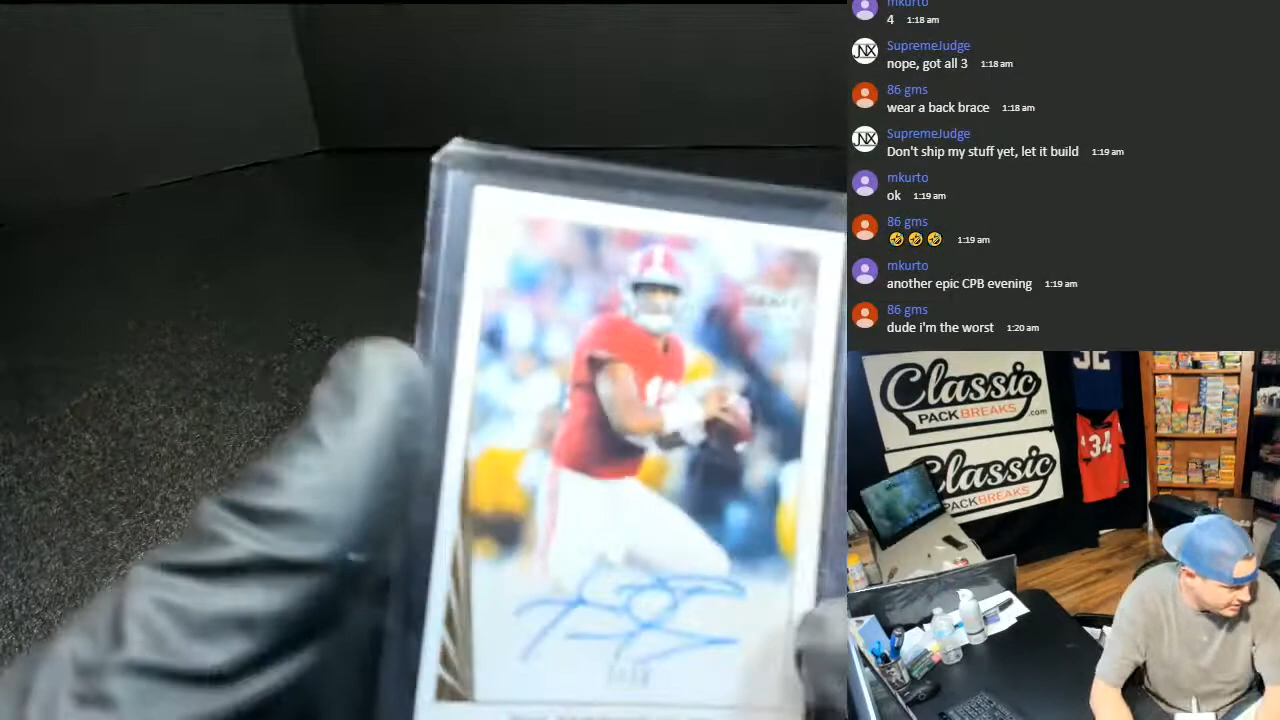 mkurto
4 1:18 am
SupremeJudge
nope, got all 3 1:18 am
86 gms
wear a back brace 1:18 am
SupremeJudge
Don't ship my stuff yet, let it build 1:19 am
mkurto
ok 1:19 am
86 gms
🤣🤣🤣 1:19 am
mkurto
another epic CPB evening 1:19 am
86 gms
dude i'm the worst 1:20 am
Classic
PACKBREAKS.com
Classic
PACKBREAKS
34